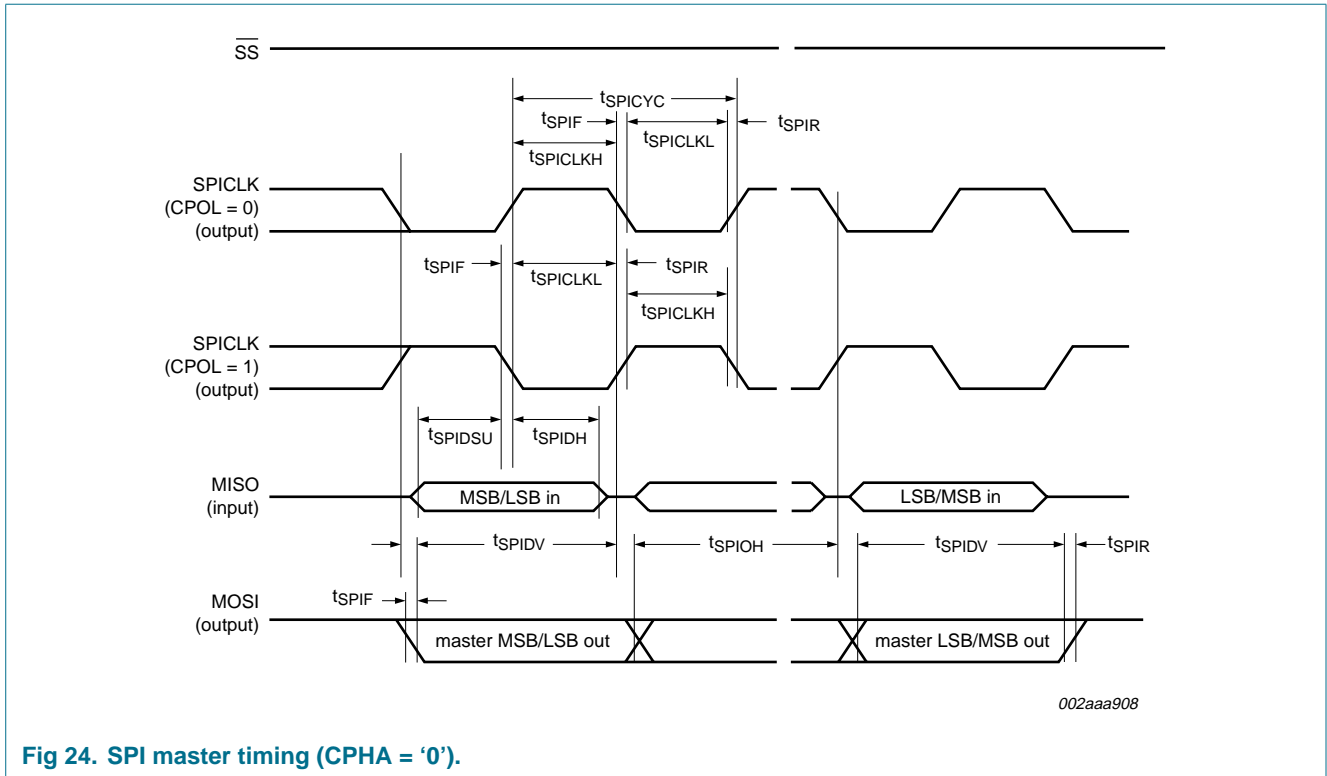 SS
tSPICYC
tSPIF
tSPICLKL
tSPIR
tSPICLKH
SPICLK
(CPOL = 0)
(output)
tSPIF
tSPICLKL
tSPIR
tSPICLKH
SPICLK
(CPOL = 1)
(output)
tSPIDSU
tSPIDH
MISO
(input)
MSB/LSB in
LSB/MSB in
tSPIDV
tSPIOH
tSPIDV
tSPIR
tSPIF
MOSI
(output)
master MSB/LSB out
master LSB/MSB out
002aaa908
Fig 24. SPI master timing (CPHA = ‘0’).